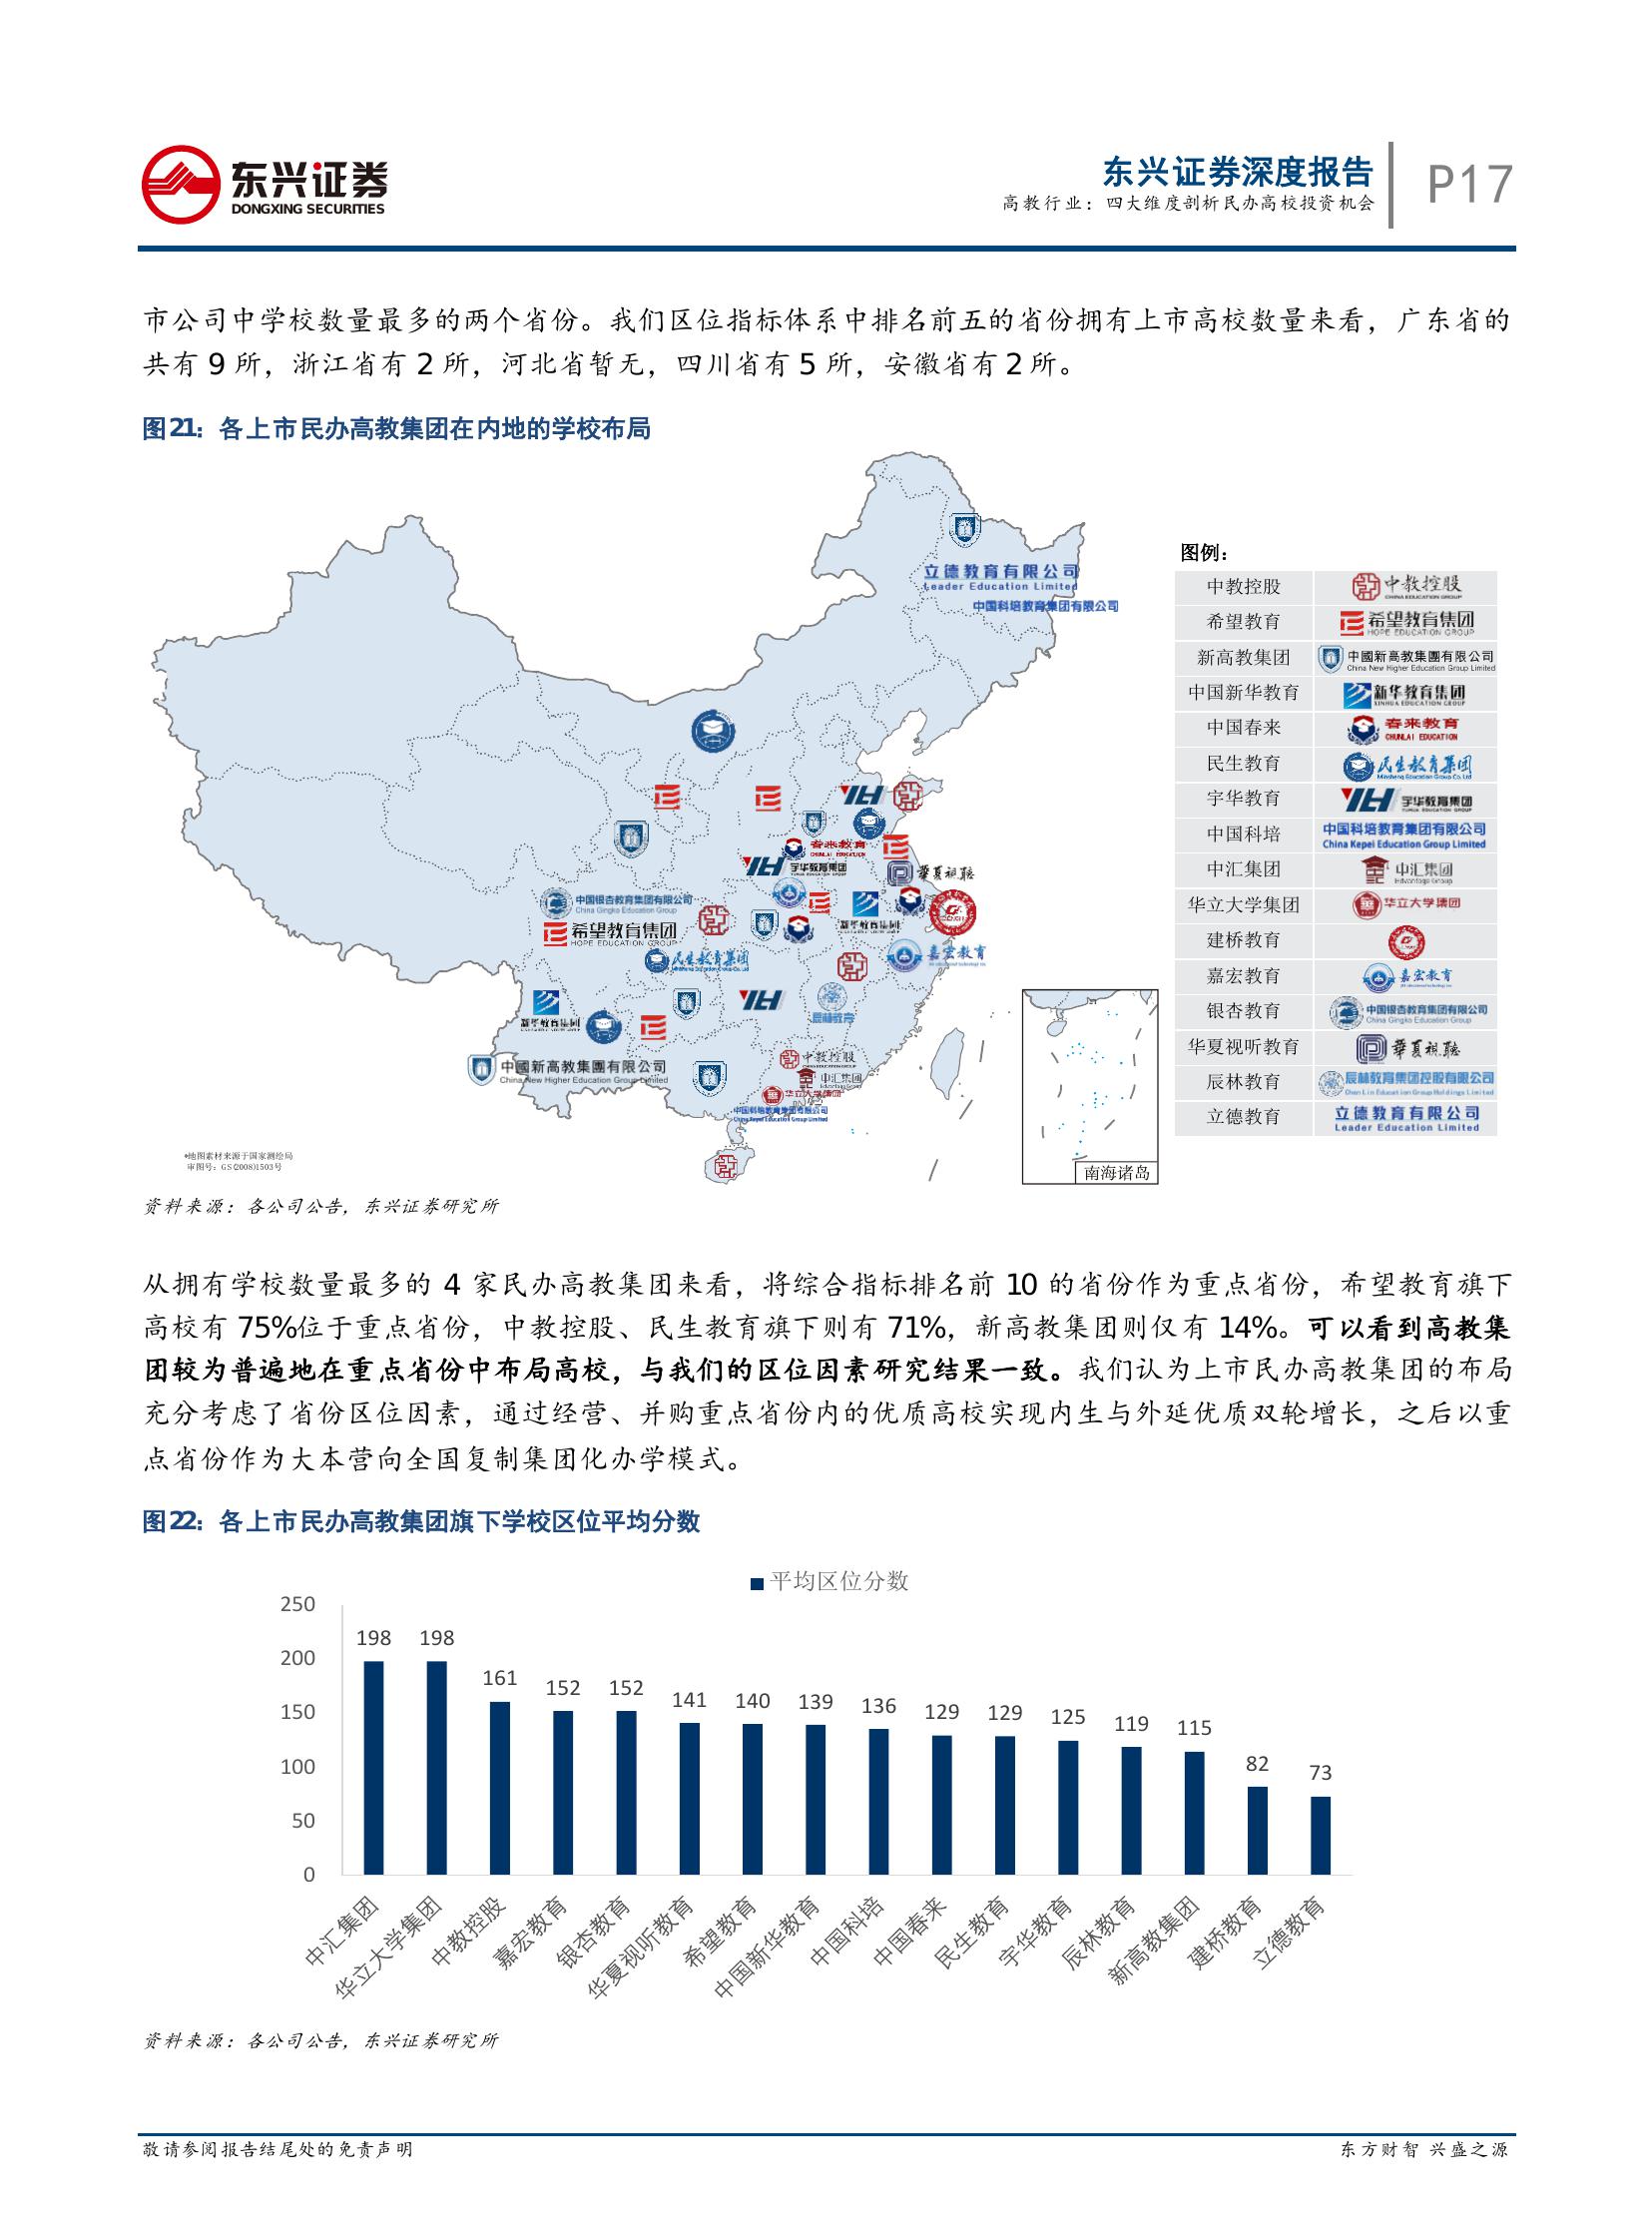 东兴证券
DONGXING SECURITIES
东兴证券深度报告
高教行业：四大维度剖析民办高校投资机会
P17
市公司中学校数量最多的两个省份。我们区位指标体系中排名前五的省份拥有上市高校数量来看，广东省的
共有 9 所，浙江省有 2 所，河北省暂无，四川省有 5 所，安徽省有 2 所。
图21：各上市民办高教集团在内地的学校布局
立德教育有限公司
Leader Education Limited
中国科培教育集团有限公司
春来教育
CHUNLAI EDUCATION
YH 宇华教育集团
華夏視聽
中国银杏教育集团有限公司
China Gingko Education Group
希望教育集团
HOPE EDUCATION GROUP
新华教育集团
民生教育集团
嘉宏教育
新华教育集团
辰林教育
中國新高教集團有限公司
China New Higher Education Group Limited
中教控股
中汇集团
华立大学集团
中国科培教育集团有限公司
China Kepei Education Group Limited
南海诸岛
*地图素材来源于国家测绘局
审图号：GS(2008)1503号
图例：
中教控股 中教控股
CHINA EDUCATION GROUP
希望教育 希望教育集团
HOPE EDUCATION GROUP
新高教集团 中國新高教集團有限公司
China New Higher Education Group Limited
中国新华教育 新华教育集团
XINHUA EDUCATION GROUP
中国春来 春来教育
CHUNLAI EDUCATION
民生教育 民生教育集团
Minsheng Education Group Co Ltd
宇华教育 YH 宇华教育集团
YUHUA EDUCATION GROUP
中国科培 中国科培教育集团有限公司
China Kepei Education Group Limited
中汇集团 中汇集团
Edvantage Group
华立大学集团 华立大学集团
建桥教育
嘉宏教育 嘉宏教育
银杏教育 中国银杏教育集团有限公司
China Gingko Education Group
华夏视听教育 華夏視聽
辰林教育 辰林教育集团控股有限公司
Chen Lin Education Group Holdings Limited
立德教育 立德教育有限公司
Leader Education Limited
资料来源：各公司公告，东兴证券研究所
从拥有学校数量最多的 4 家民办高教集团来看，将综合指标排名前 10 的省份作为重点省份，希望教育旗下
高校有 75%位于重点省份，中教控股、民生教育旗下则有 71%，新高教集团则仅有 14%。可以看到高教集
团较为普遍地在重点省份中布局高校，与我们的区位因素研究结果一致。我们认为上市民办高教集团的布局
充分考虑了省份区位因素，通过经营、并购重点省份内的优质高校实现内生与外延优质双轮增长，之后以重
点省份作为大本营向全国复制集团化办学模式。
图22：各上市民办高教集团旗下学校区位平均分数
平均区位分数
250
200
150
100
50
0
198 198 161 152 152 141 140 139 136 129 129 125 119 115 82 73
中汇集团 华立大学集团 中教控股 嘉宏教育 银杏教育 华夏视听教育 希望教育 中国新华教育 中国科培 中国春来 民生教育 宇华教育 辰林教育 新高教集团 建桥教育 立德教育
资料来源：各公司公告，东兴证券研究所
敬请参阅报告结尾处的免责声明
东方财智 兴盛之源